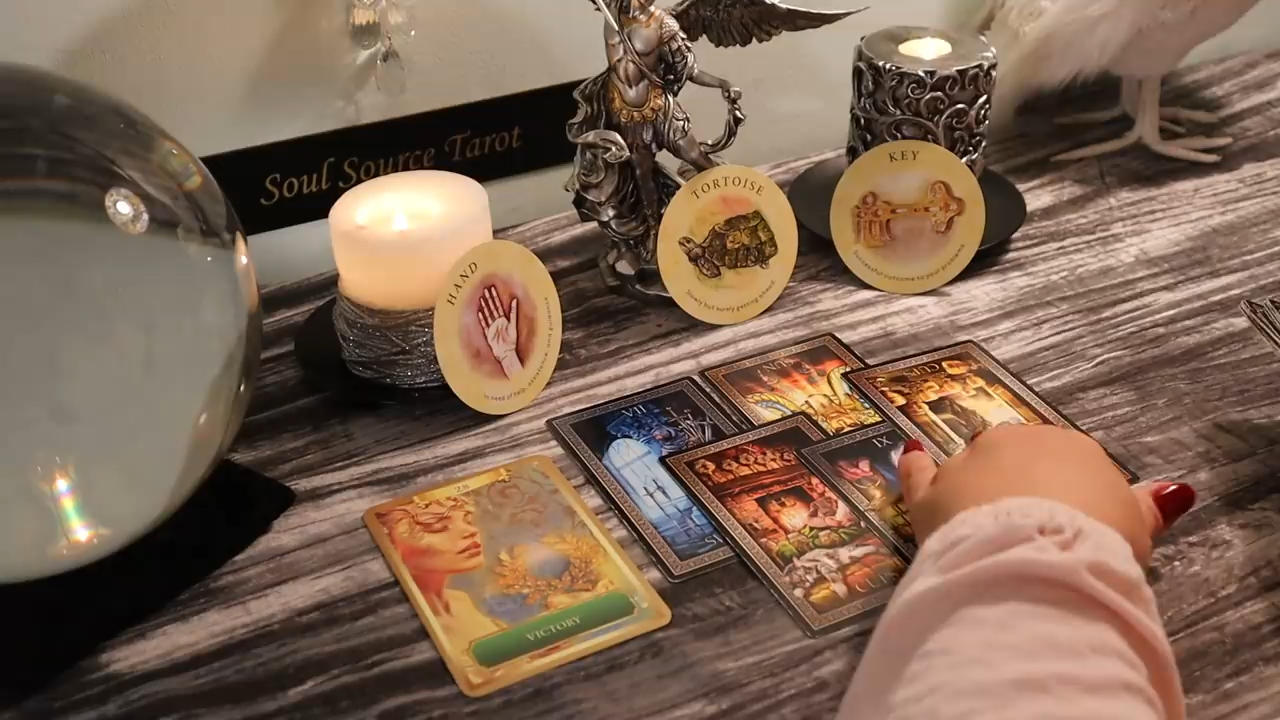 Soul Source Tarot
HAND
in need of help, assistance, and guidance
TORTOISE
Slowly but surely getting ahead
KEY
Successful outcome to your problems
VII
IX
28
VICTORY